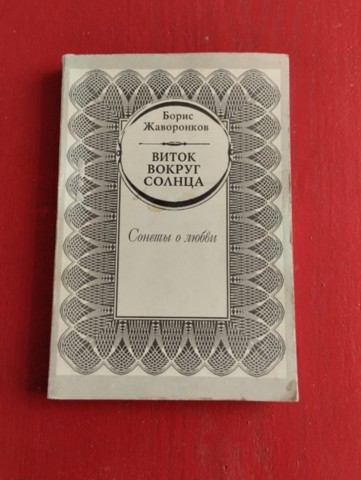 Борис
Жаворонков
ВИТОК
ВОКРУГ
СОЛНЦА
Сонеты о любви